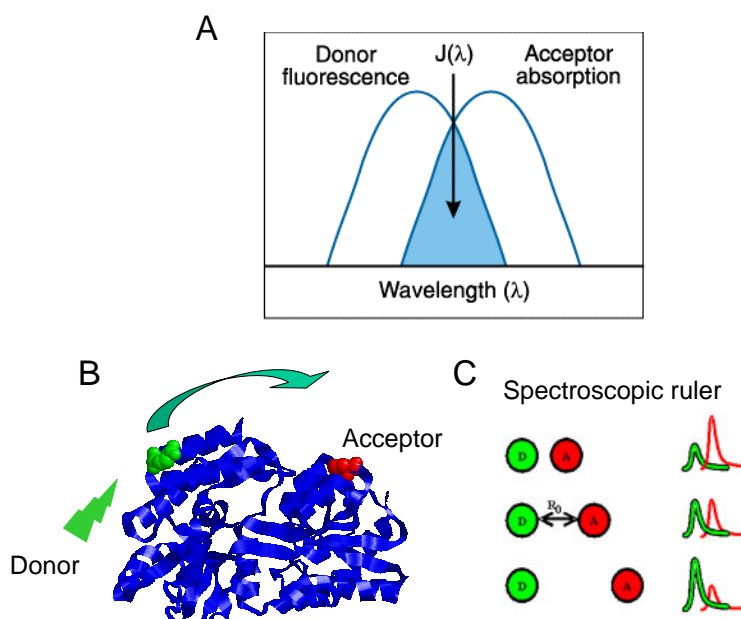 A
Donor
fluorescence
J(λ)
Acceptor
absorption
Wavelength (λ)
B
Acceptor
Donor
C
Spectroscopic ruler
D
A
D
R0
A
D
A